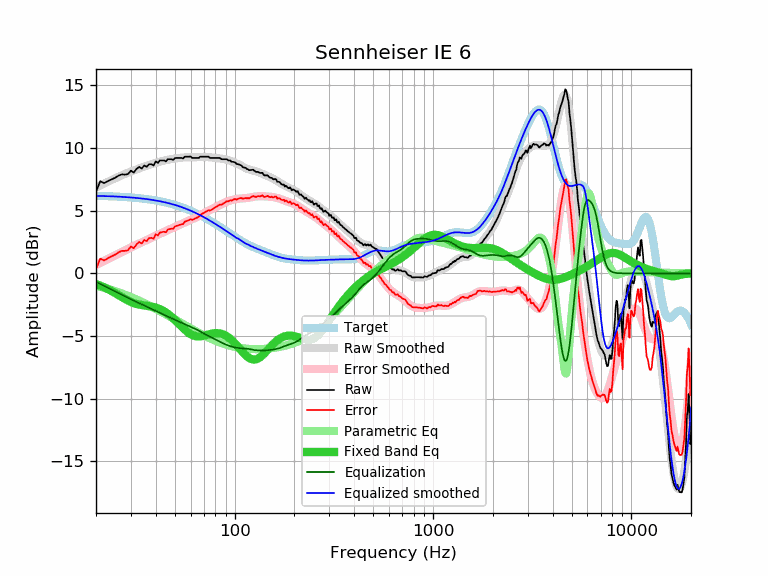 Sennheiser IE 6
15
10
5
0
−5
−10
−15
Amplitude (dBr)
Target
Raw Smoothed
Error Smoothed
Raw
Error
Parametric Eq
Fixed Band Eq
Equalization
Equalized smoothed
100 1000 10000
Frequency (Hz)